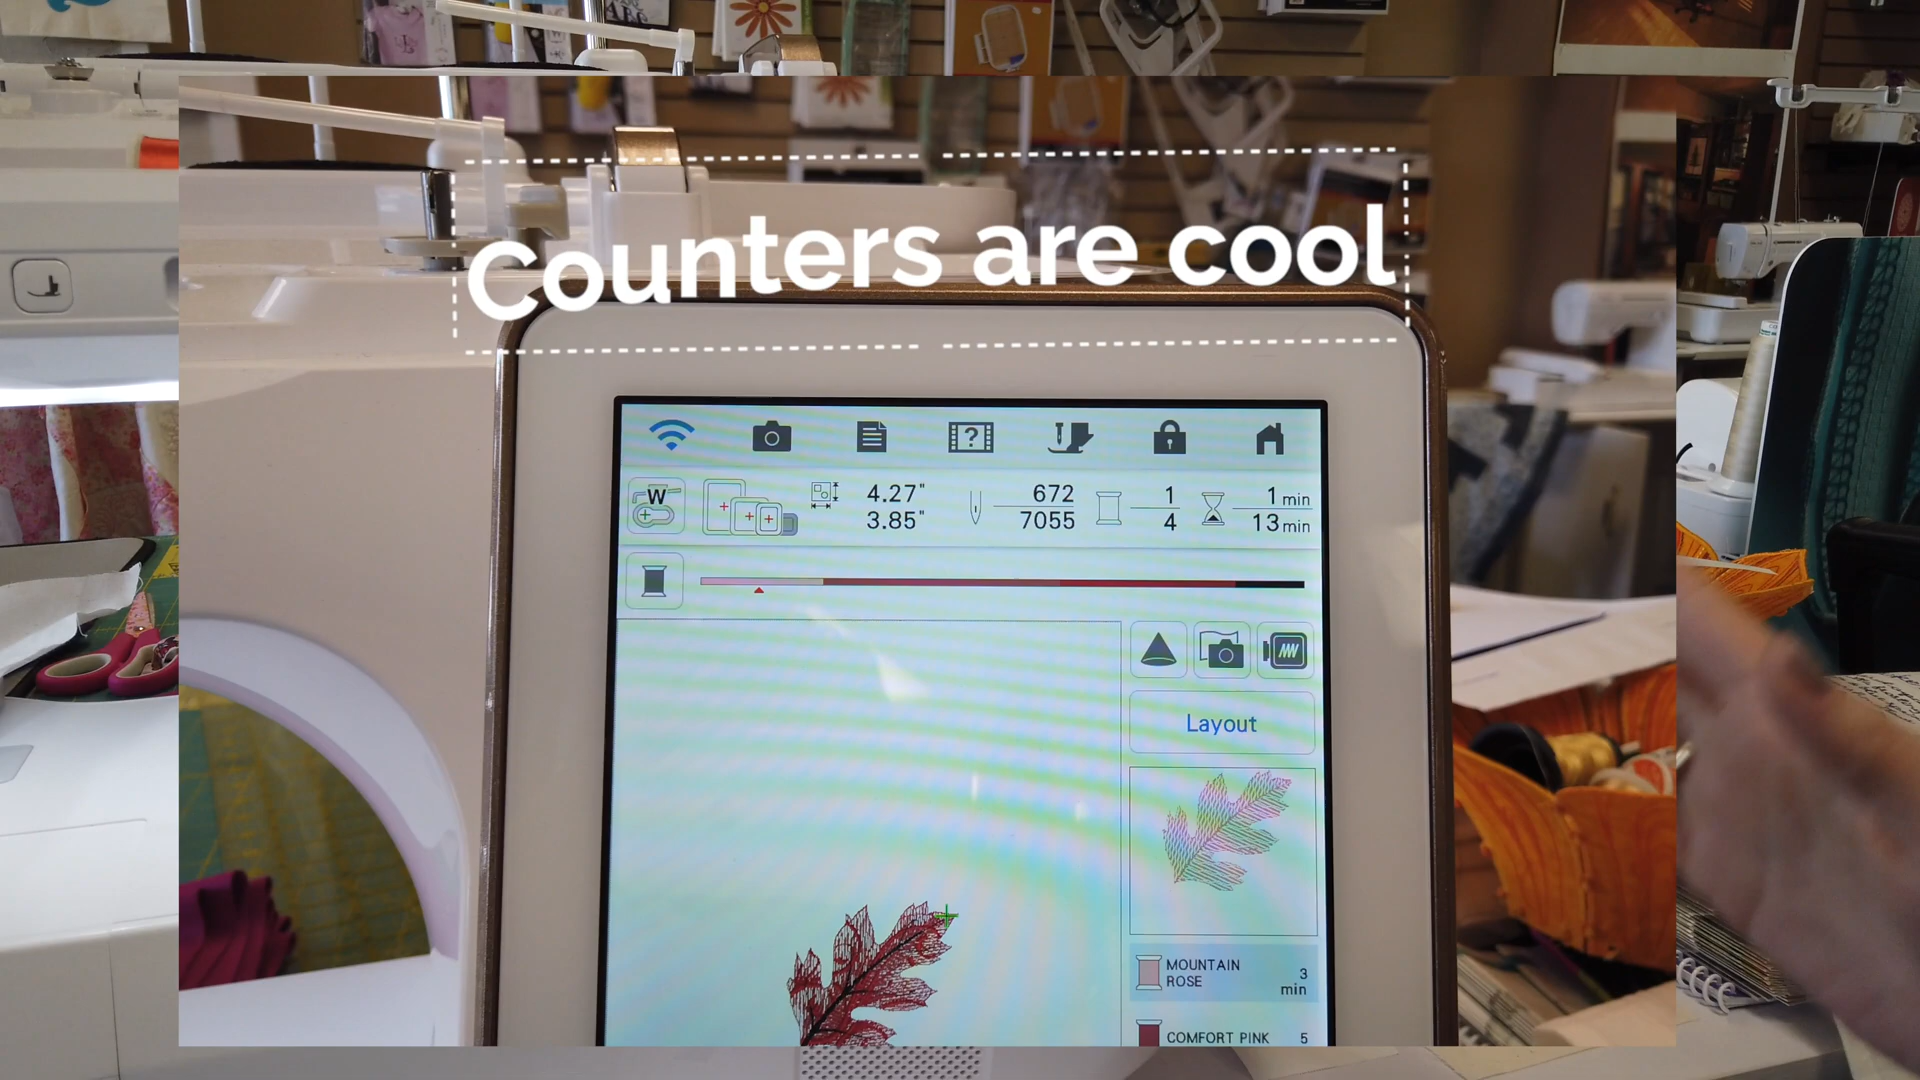 Counters are cool
?
W
4.27"
3.85"
672
7055
1
4
1 min
13 min
Layout
MOUNTAIN
ROSE
3
min
COMFORT PINK 5